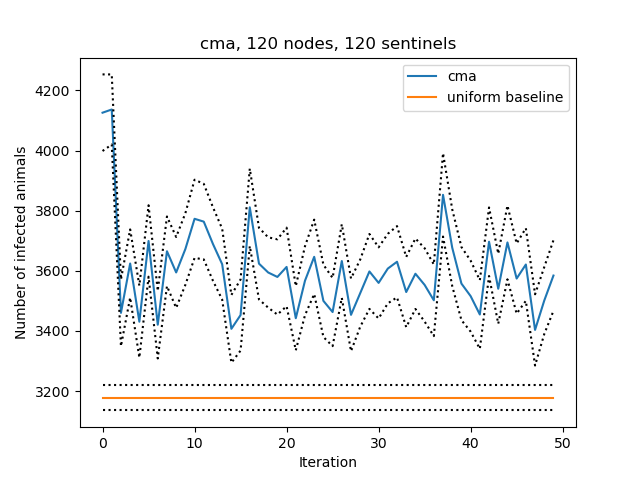 cma, 120 nodes, 120 sentinels
cma
uniform baseline
Number of infected animals
4200
4000
3800
3600
3400
3200
0
10
20
30
40
50
Iteration